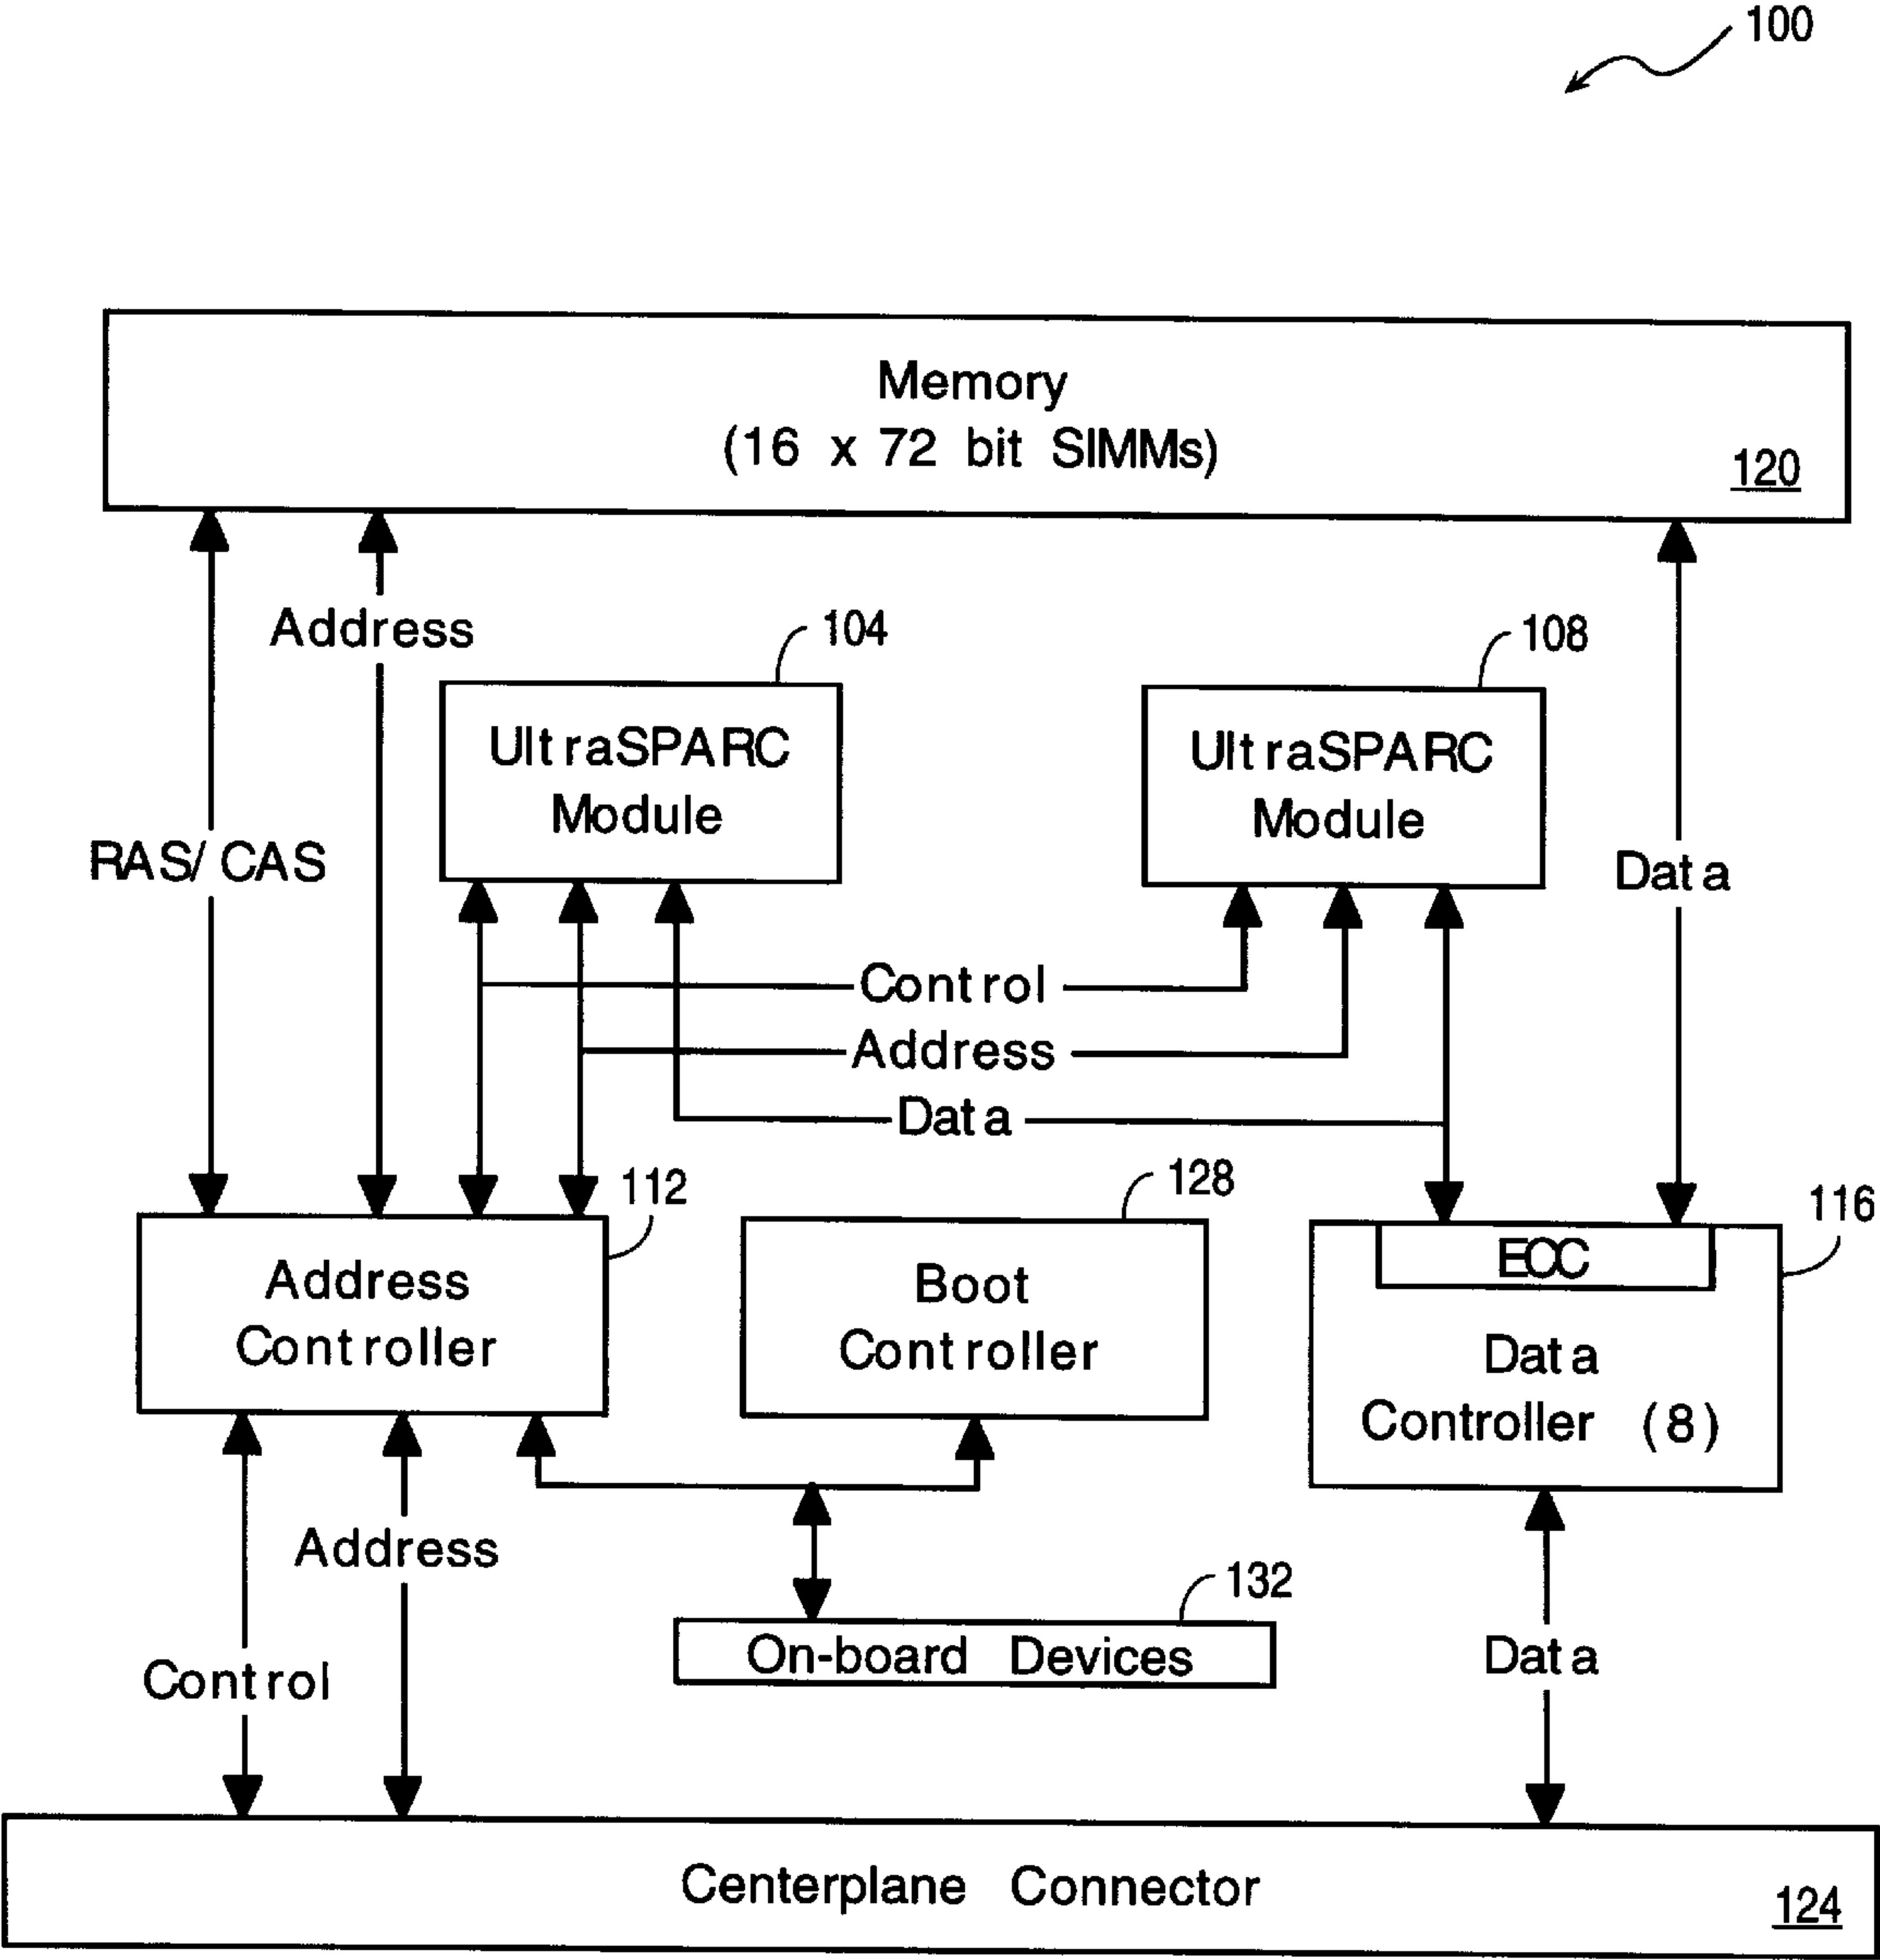 100
Memory
(16 x 72 bit SIMMs)
120
Address
104
108
UltraSPARC
Module
UltraSPARC
Module
RAS/CAS
Data
Control
Address
Data
112
128
116
Address
Controller
Boot
Controller
ECC
Data
Controller (8)
Address
Control
132
On-board Devices
Data
Centerplane Connector
124